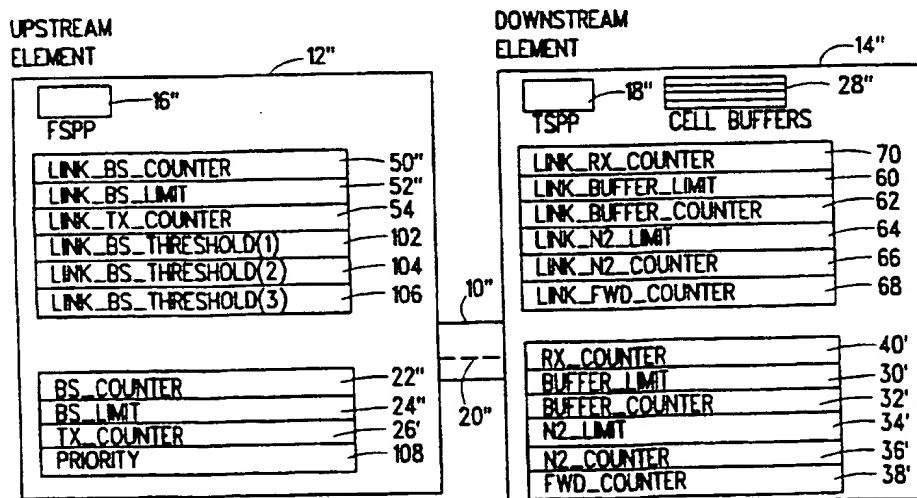 UPSTREAM
ELEMENT
12"
16"
FSPP
LINK_BS_COUNTER 50"
LINK_BS_LIMIT 52"
LINK_TX_COUNTER 54
LINK_BS_THRESHOLD(1) 102
LINK_BS_THRESHOLD(2) 104
LINK_BS_THRESHOLD(3) 106
BS_COUNTER 22"
BS_LIMIT 24"
TX_COUNTER 26'
PRIORITY 108
10"
20"
DOWNSTREAM
ELEMENT
14"
18"
TSPP
28"
CELL BUFFERS
LINK_RX_COUNTER 70
LINK_BUFFER_LIMIT 60
LINK_BUFFER_COUNTER 62
LINK_N2_LIMIT 64
LINK_N2_COUNTER 66
LINK_FWD_COUNTER 68
RX_COUNTER 40'
BUFFER_LIMIT 30'
BUFFER_COUNTER 32'
N2_LIMIT 34'
N2_COUNTER 36'
FWD_COUNTER 38'